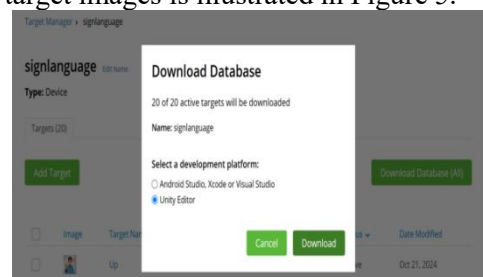 target images is illustrated in Figure 5.
Target Manager > signlanguage
signlanguage Edit Name
Type: Device
Targets (20)
Add Target
Download Database (All)
Image Target Nam Date Modified
Up Oct 21, 2024
Download Database
20 of 20 active targets will be downloaded
Name: signlanguage
Select a development platform:
Android Studio, Xcode or Visual Studio
Unity Editor
Cancel Download